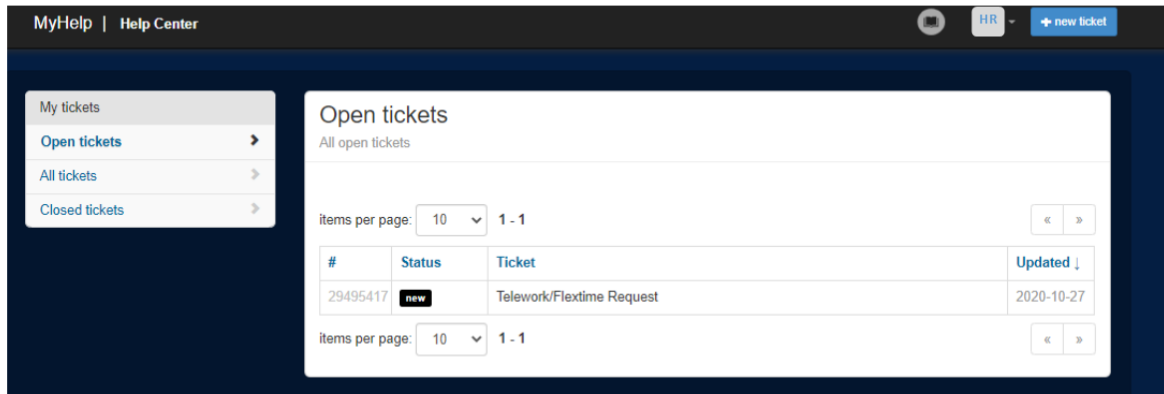 MyHelp | Help Center HR + new ticket
My tickets
Open tickets
All tickets
Closed tickets
Open tickets
All open tickets
items per page: 10 1 - 1 « »
# Status Ticket Updated ↓
29495417 new Telework/Flextime Request 2020-10-27
items per page: 10 1 - 1 « »